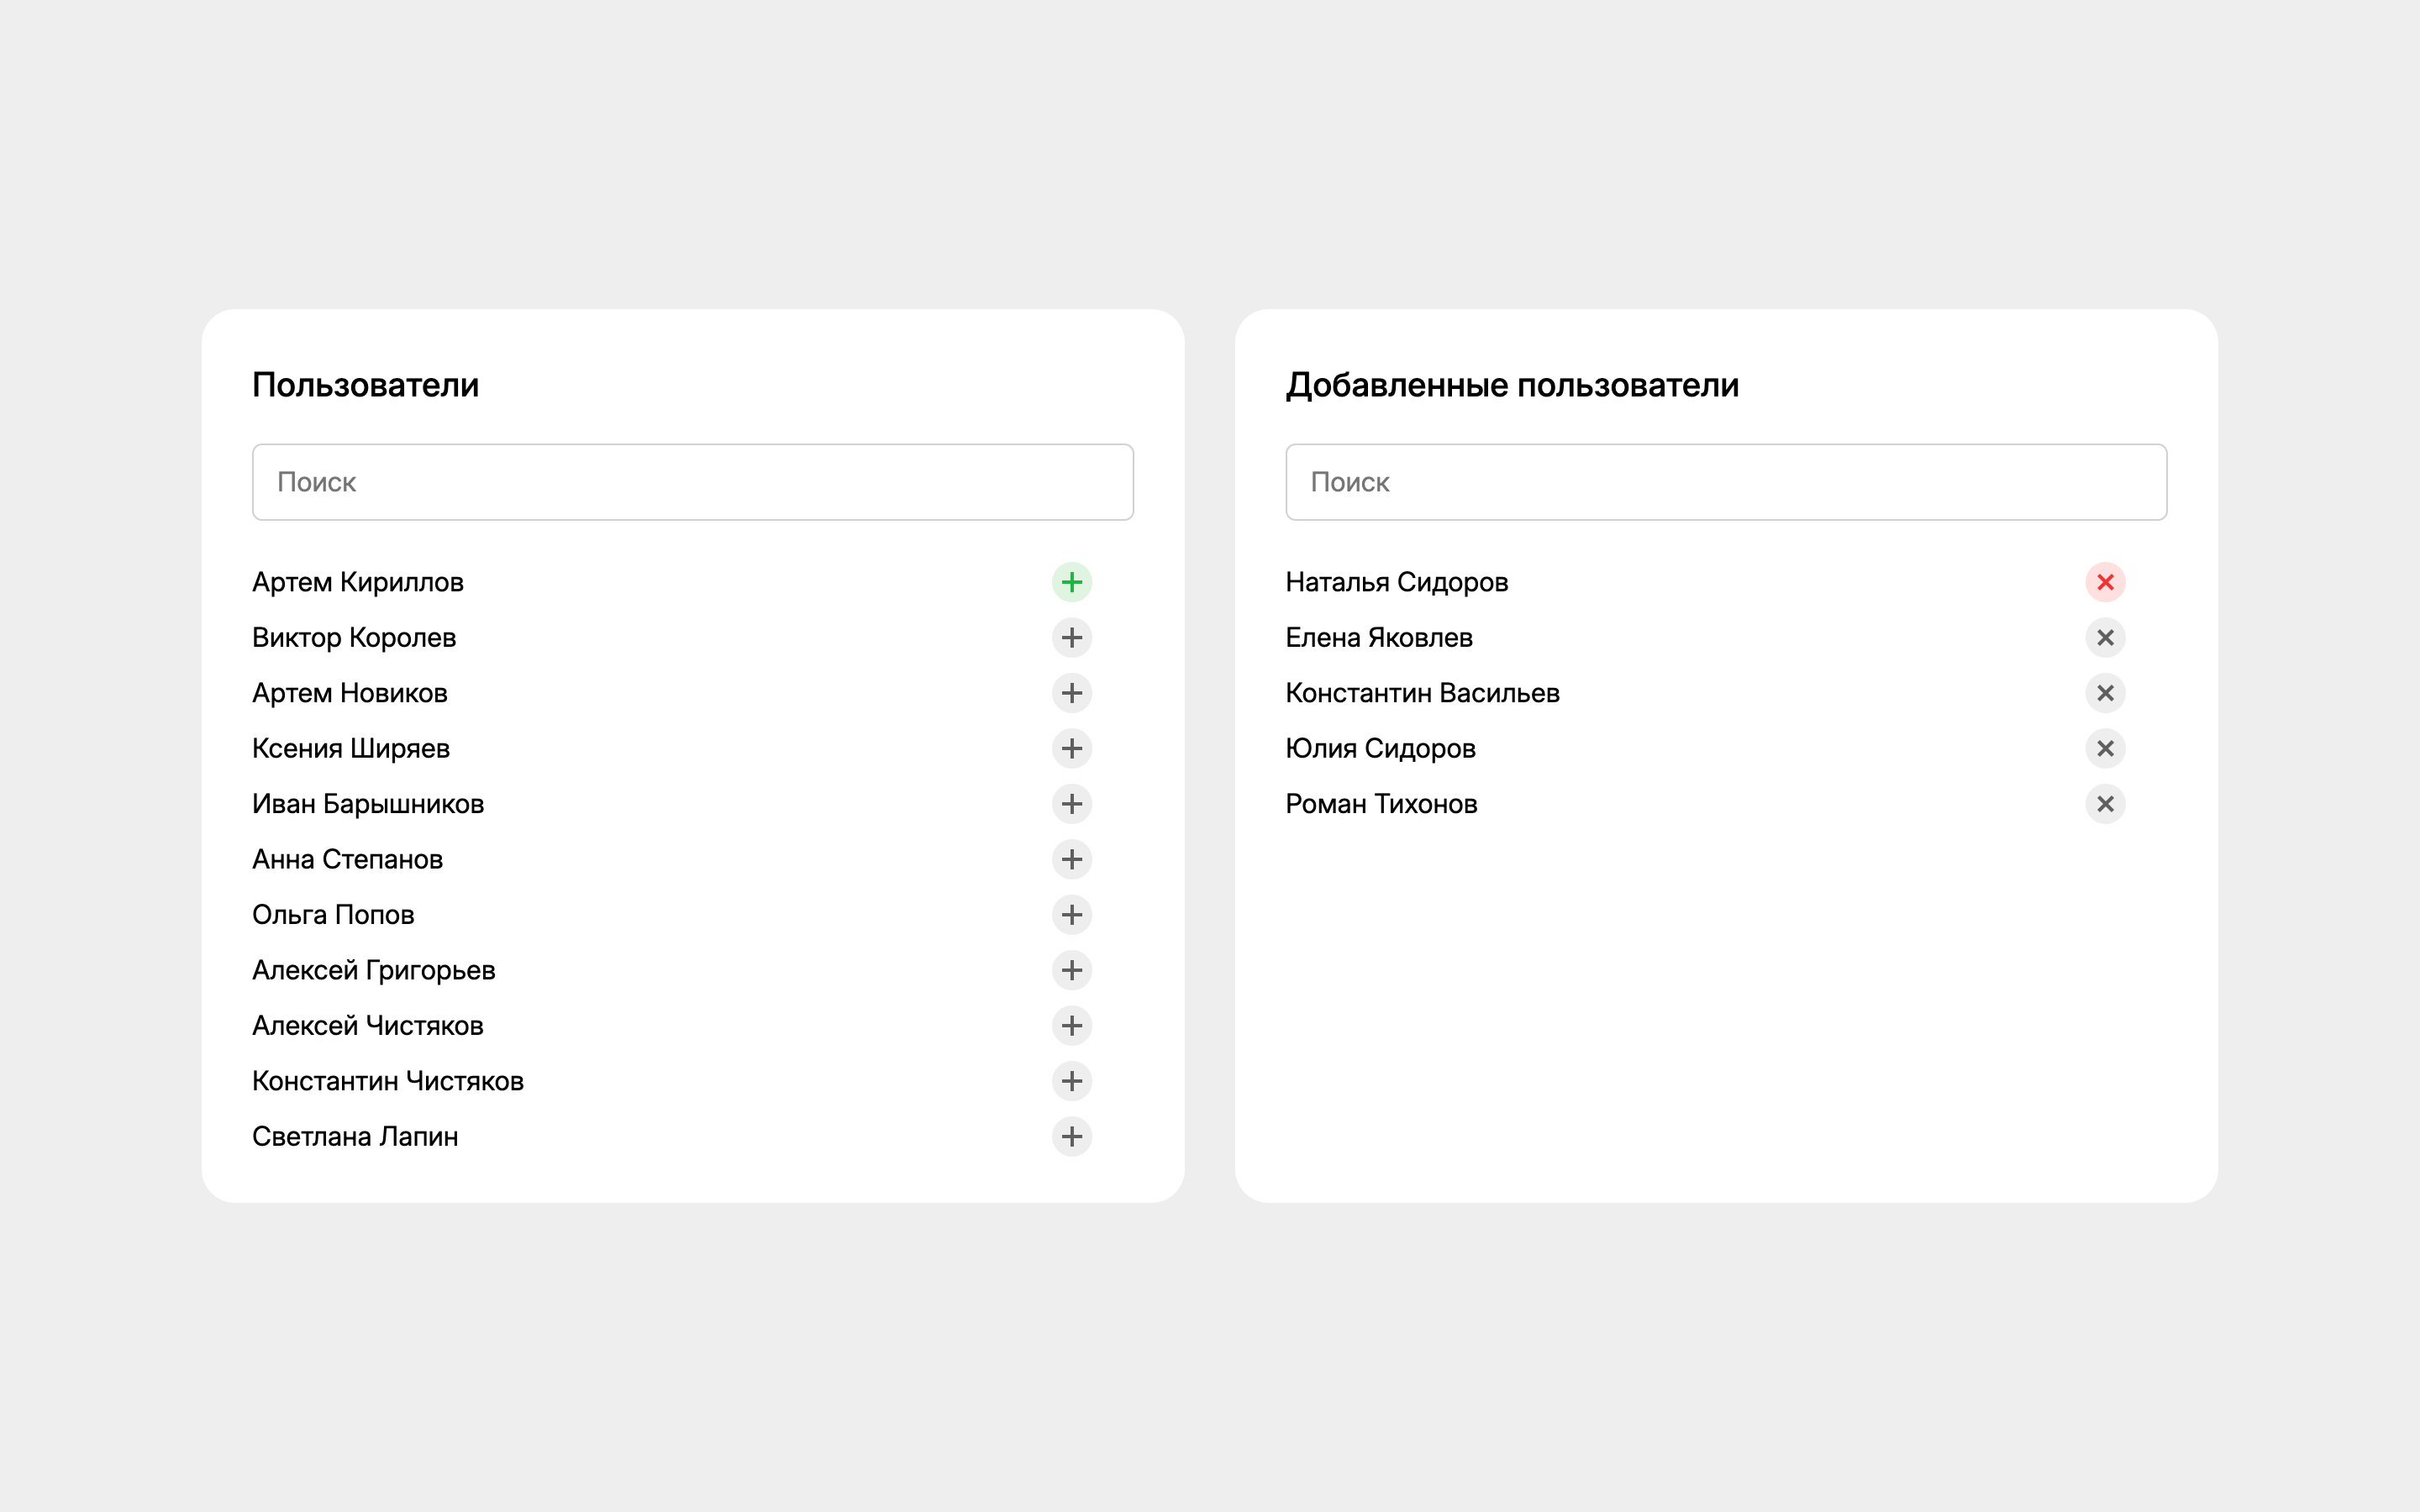 Пользователи
Поиск
Артем Кириллов
Виктор Королев
Артем Новиков
Ксения Ширяев
Иван Барышников
Анна Степанов
Ольга Попов
Алексей Григорьев
Алексей Чистяков
Константин Чистяков
Светлана Лапин
Добавленные пользователи
Поиск
Наталья Сидоров
Елена Яковлев
Константин Васильев
Юлия Сидоров
Роман Тихонов